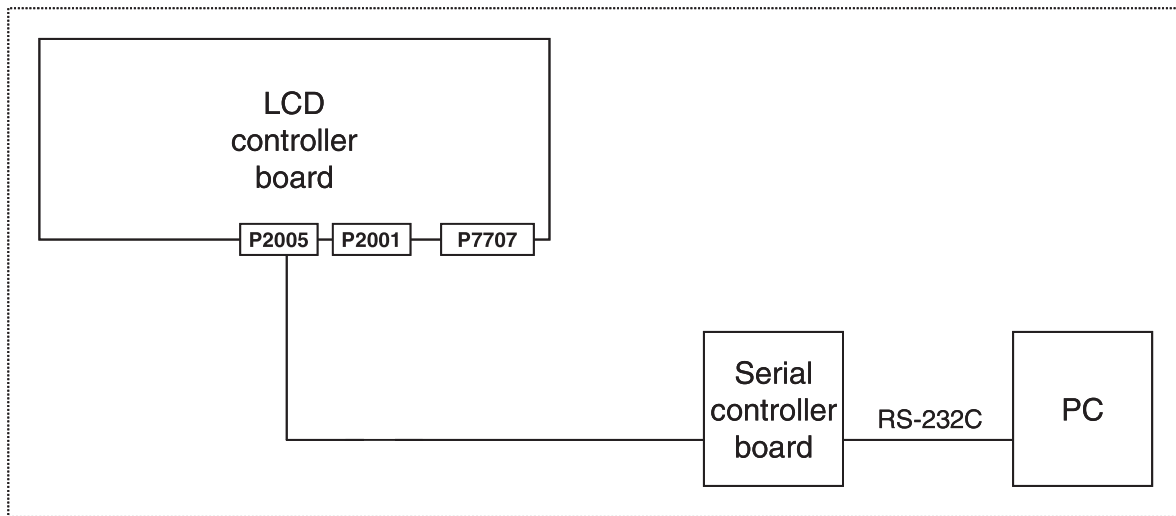 LCD
controller
board
P2005
P2001
P7707
Serial
controller
board
RS-232C
PC